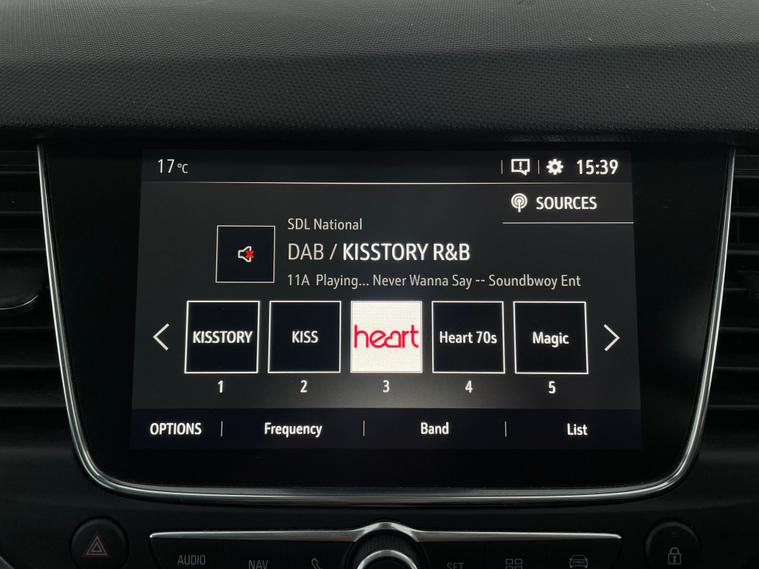 17°C 15:39
SOURCES
SDL National
DAB / KISSTORY R&B
11A Playing... Never Wanna Say -- Soundbwoy Ent
KISSTORY KISS heart Heart 70s Magic
1 2 3 4 5
OPTIONS Frequency Band List
AUDIO NAV SET